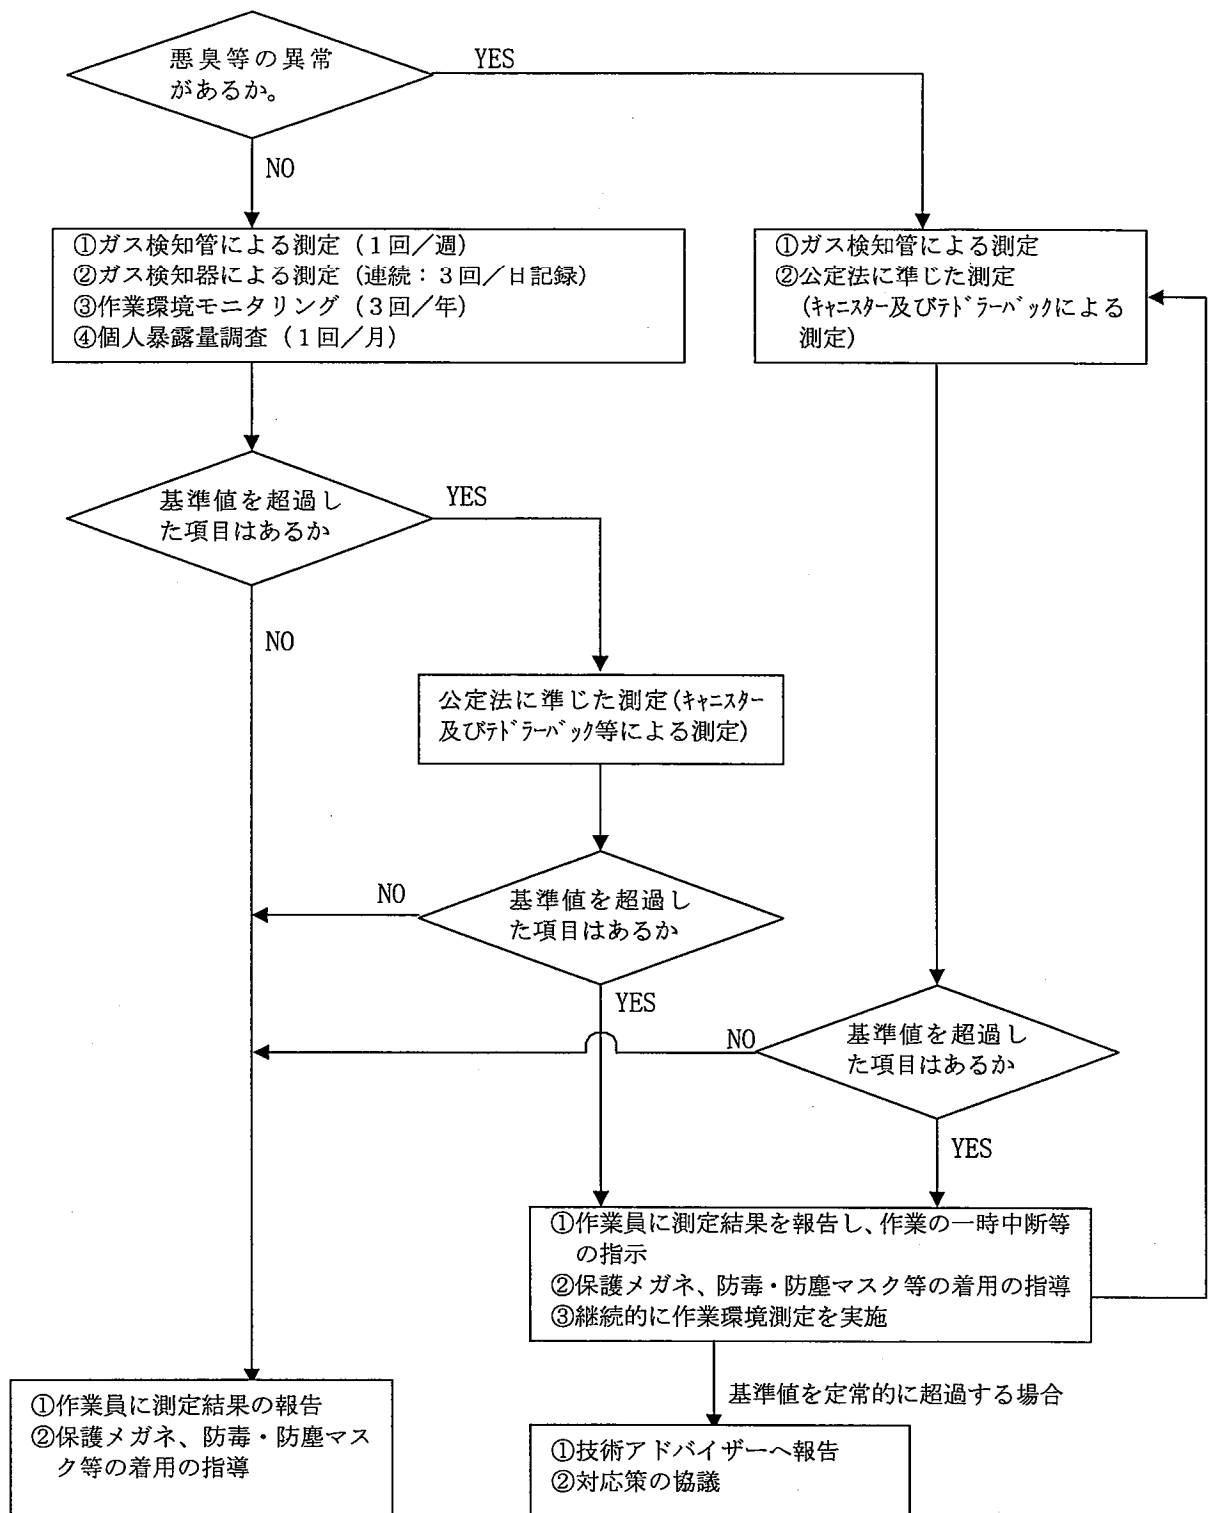 悪臭等の異常
があるか。
YES
NO
①ガス検知管による測定（１回／週）
②ガス検知器による測定（連続：３回／日記録）
③作業環境モニタリング（３回／年）
④個人暴露量調査（１回／月）
①ガス検知管による測定
②公定法に準じた測定
(ｷｬﾆｽﾀｰ及びﾃﾄﾞﾗｰﾊﾞｯｸによる
測定)
基準値を超過し
た項目はあるか
YES
NO
公定法に準じた測定(ｷｬﾆｽﾀｰ
及びﾃﾄﾞﾗｰﾊﾞｯｸ等による測定)
基準値を超過し
た項目はあるか
NO
YES
基準値を超過し
た項目はあるか
NO
YES
①作業員に測定結果を報告し、作業の一時中断等
の指示
②保護メガネ、防毒・防塵マスク等の着用の指導
③継続的に作業環境測定を実施
基準値を定常的に超過する場合
①作業員に測定結果の報告
②保護メガネ、防毒・防塵マス
ク等の着用の指導
①技術アドバイザーへ報告
②対応策の協議